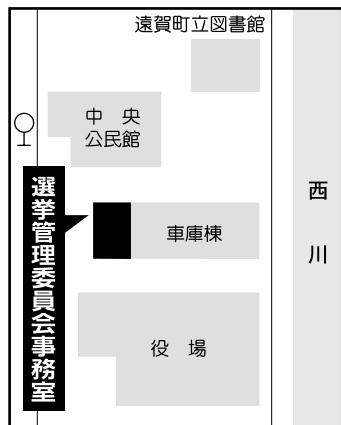 遠賀町立図書館
中　央
公民館
選挙管理委員会事務室
車庫棟
役　場
西川